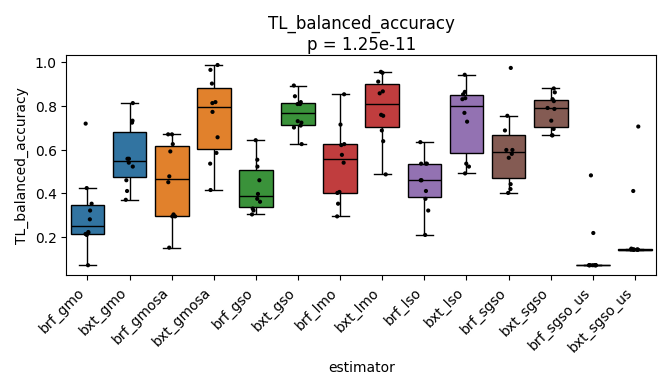 TL_balanced_accuracy
p = 1.25e-11
TL_balanced_accuracy
1.0
0.8
0.6
0.4
0.2
brf_gmo
bxt_gmo
brf_gmosa
bxt_gmosa
brf_gso
bxt_gso
brf_lmo
bxt_lmo
brf_lso
bxt_lso
brf_sgso
bxt_sgso
brf_sgso_us
bxt_sgso_us
estimator